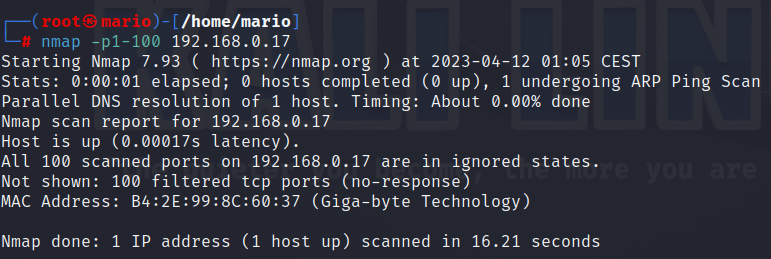 ┌──(root㉿mario)-[/home/mario]
└─# nmap -p1-100 192.168.0.17
Starting Nmap 7.93 ( https://nmap.org ) at 2023-04-12 01:05 CEST
Stats: 0:00:01 elapsed; 0 hosts completed (0 up), 1 undergoing ARP Ping Scan
Parallel DNS resolution of 1 host. Timing: About 0.00% done
Nmap scan report for 192.168.0.17
Host is up (0.00017s latency).
All 100 scanned ports on 192.168.0.17 are in ignored states.
Not shown: 100 filtered tcp ports (no-response)
MAC Address: B4:2E:99:8C:60:37 (Giga-byte Technology)

Nmap done: 1 IP address (1 host up) scanned in 16.21 seconds